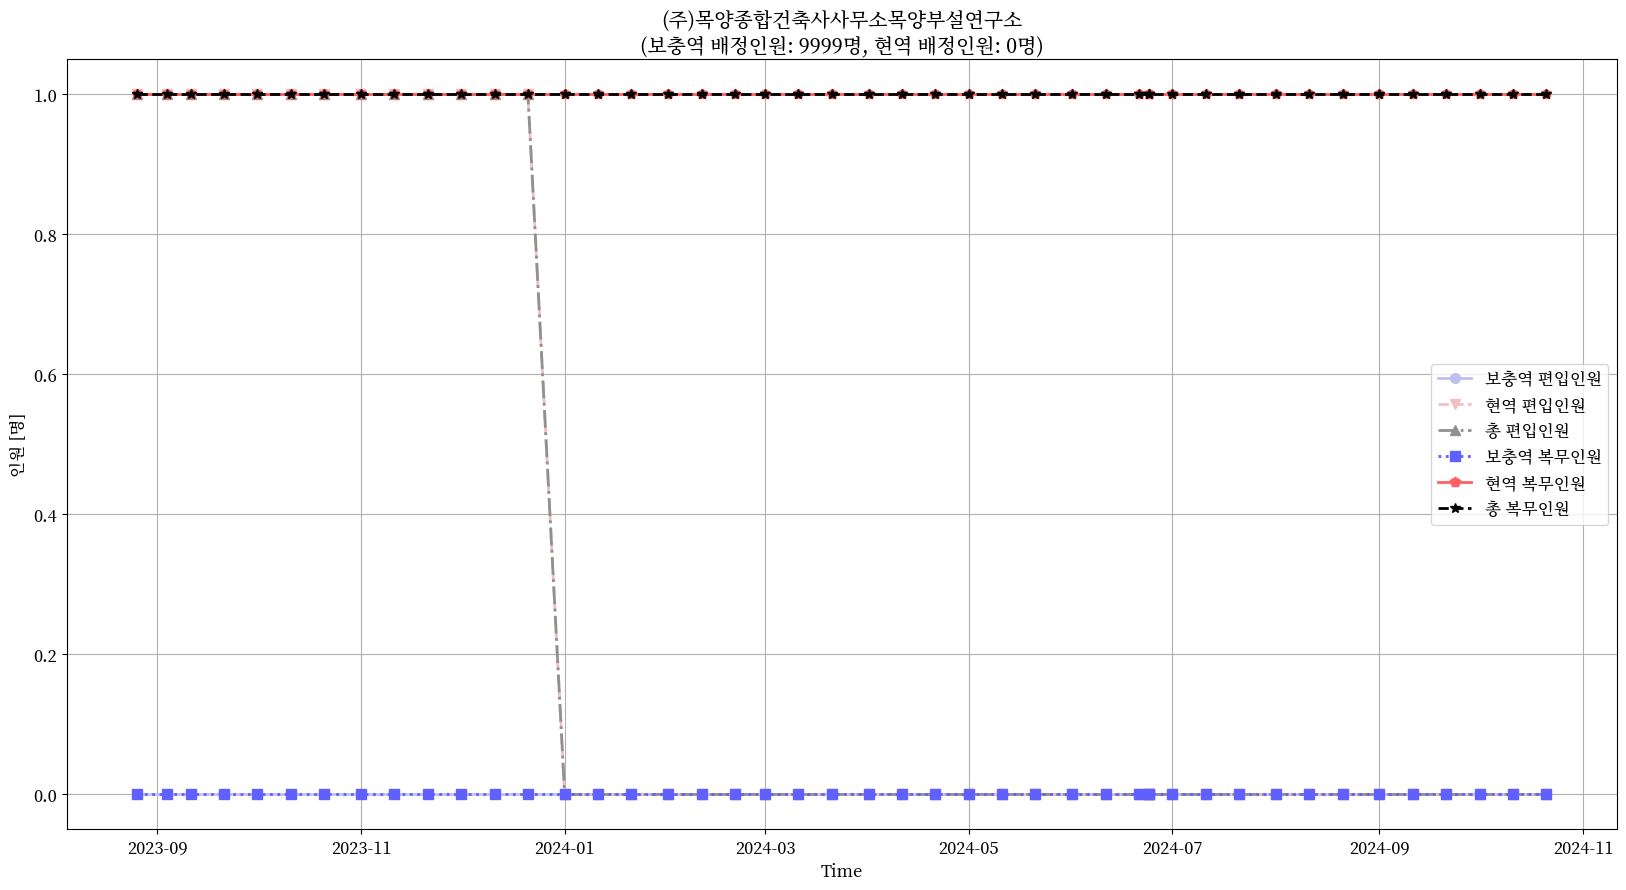 (주)목양종합건축사사무소목양부설연구소
(보충역 배정인원: 9999명, 현역 배정인원: 0명)
1.0
0.8
0.6
0.4
0.2
0.0
인원 [명]
보충역 편입인원
현역 편입인원
총 편입인원
보충역 복무인원
현역 복무인원
총 복무인원
2023-09
2023-11
2024-01
2024-03
2024-05
2024-07
2024-09
2024-11
Time